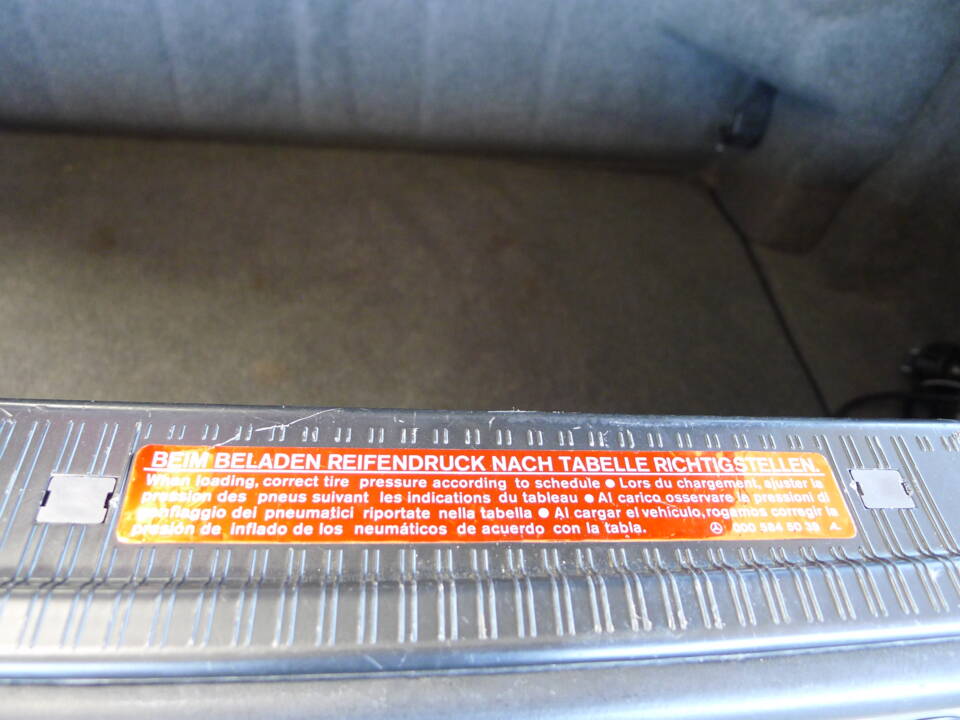 BEIM BELADEN REIFENDRUCK NACH TABELLE RICHTIGSTELLEN.
When loading, correct tire pressure according to schedule ● Lors du chargement, ajuster la
pression des pneus suivant les indications du tableau ● Al carico osservare le pressioni di
gonflaggio dei pneumatici riportate nella tabella ● Al cargar el vehículo, rogamos corregir la
presión de inflado de los neumáticos de acuerdo con la tabla. 000 584 50 39 A.